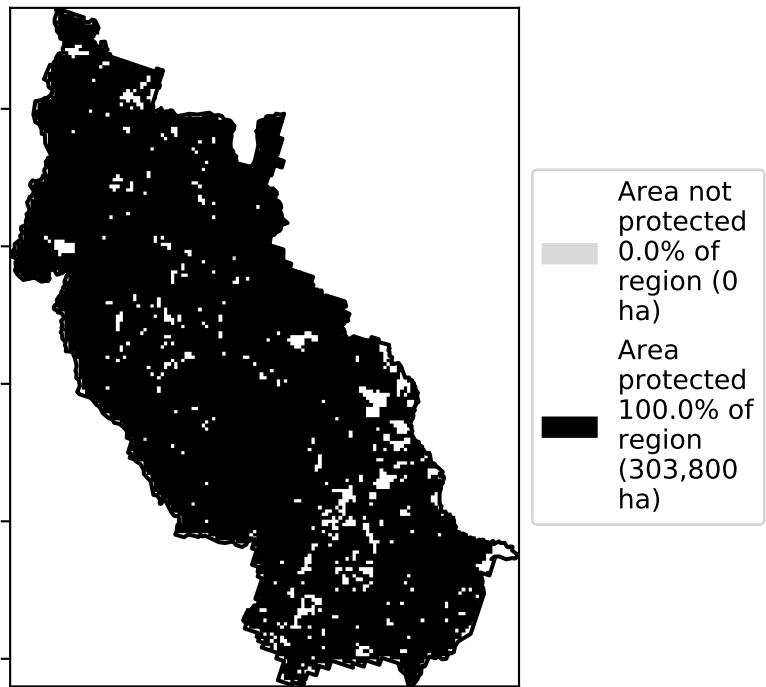 Area not
protected
0.0% of
region (0
ha)
Area
protected
100.0% of
region
(303,800
ha)